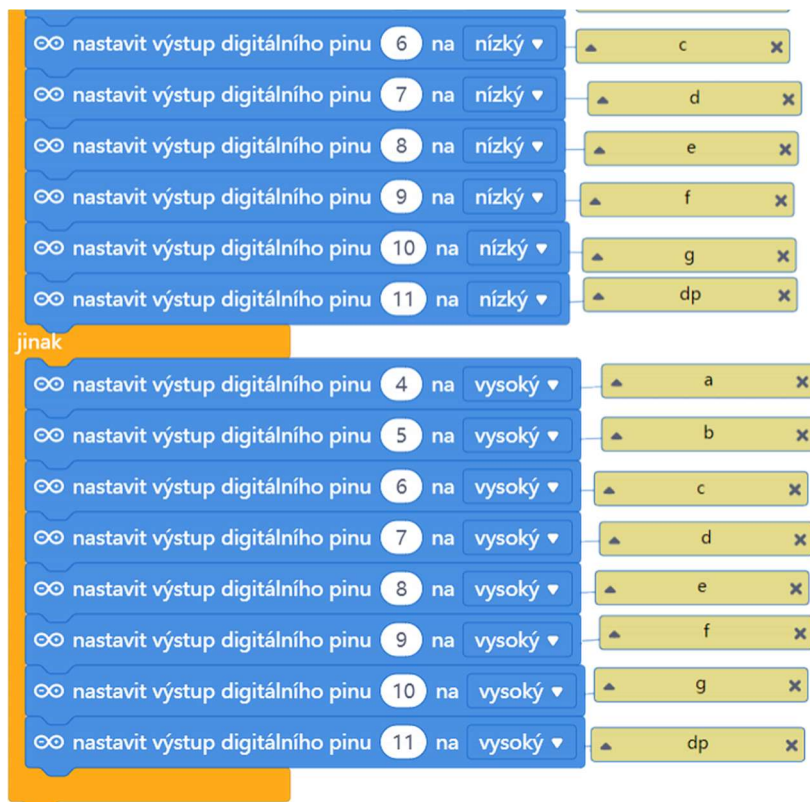 nastavit výstup digitálního pinu 6 na nízký c
nastavit výstup digitálního pinu 7 na nízký d
nastavit výstup digitálního pinu 8 na nízký e
nastavit výstup digitálního pinu 9 na nízký f
nastavit výstup digitálního pinu 10 na nízký g
nastavit výstup digitálního pinu 11 na nízký dp
jinak
nastavit výstup digitálního pinu 4 na vysoký a
nastavit výstup digitálního pinu 5 na vysoký b
nastavit výstup digitálního pinu 6 na vysoký c
nastavit výstup digitálního pinu 7 na vysoký d
nastavit výstup digitálního pinu 8 na vysoký e
nastavit výstup digitálního pinu 9 na vysoký f
nastavit výstup digitálního pinu 10 na vysoký g
nastavit výstup digitálního pinu 11 na vysoký dp